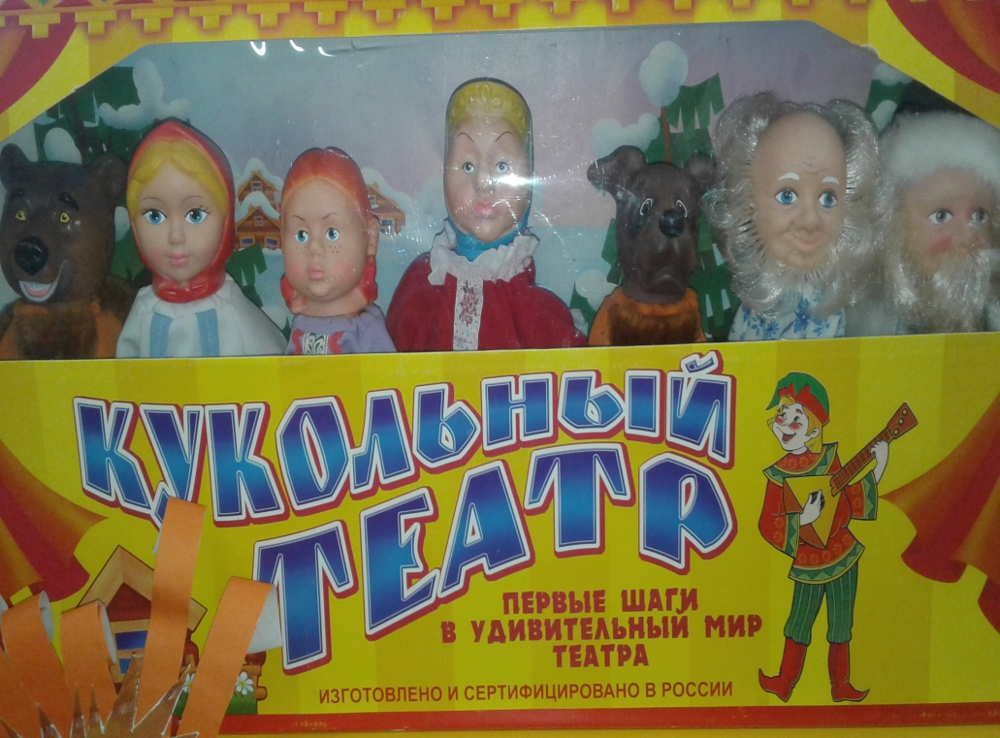 КУКОЛЬНЫЙ
ТЕАТР
ПЕРВЫЕ ШАГИ
В УДИВИТЕЛЬНЫЙ МИР
ТЕАТРА
ИЗГОТОВЛЕНО И СЕРТИФИЦИРОВАНО В РОССИИ